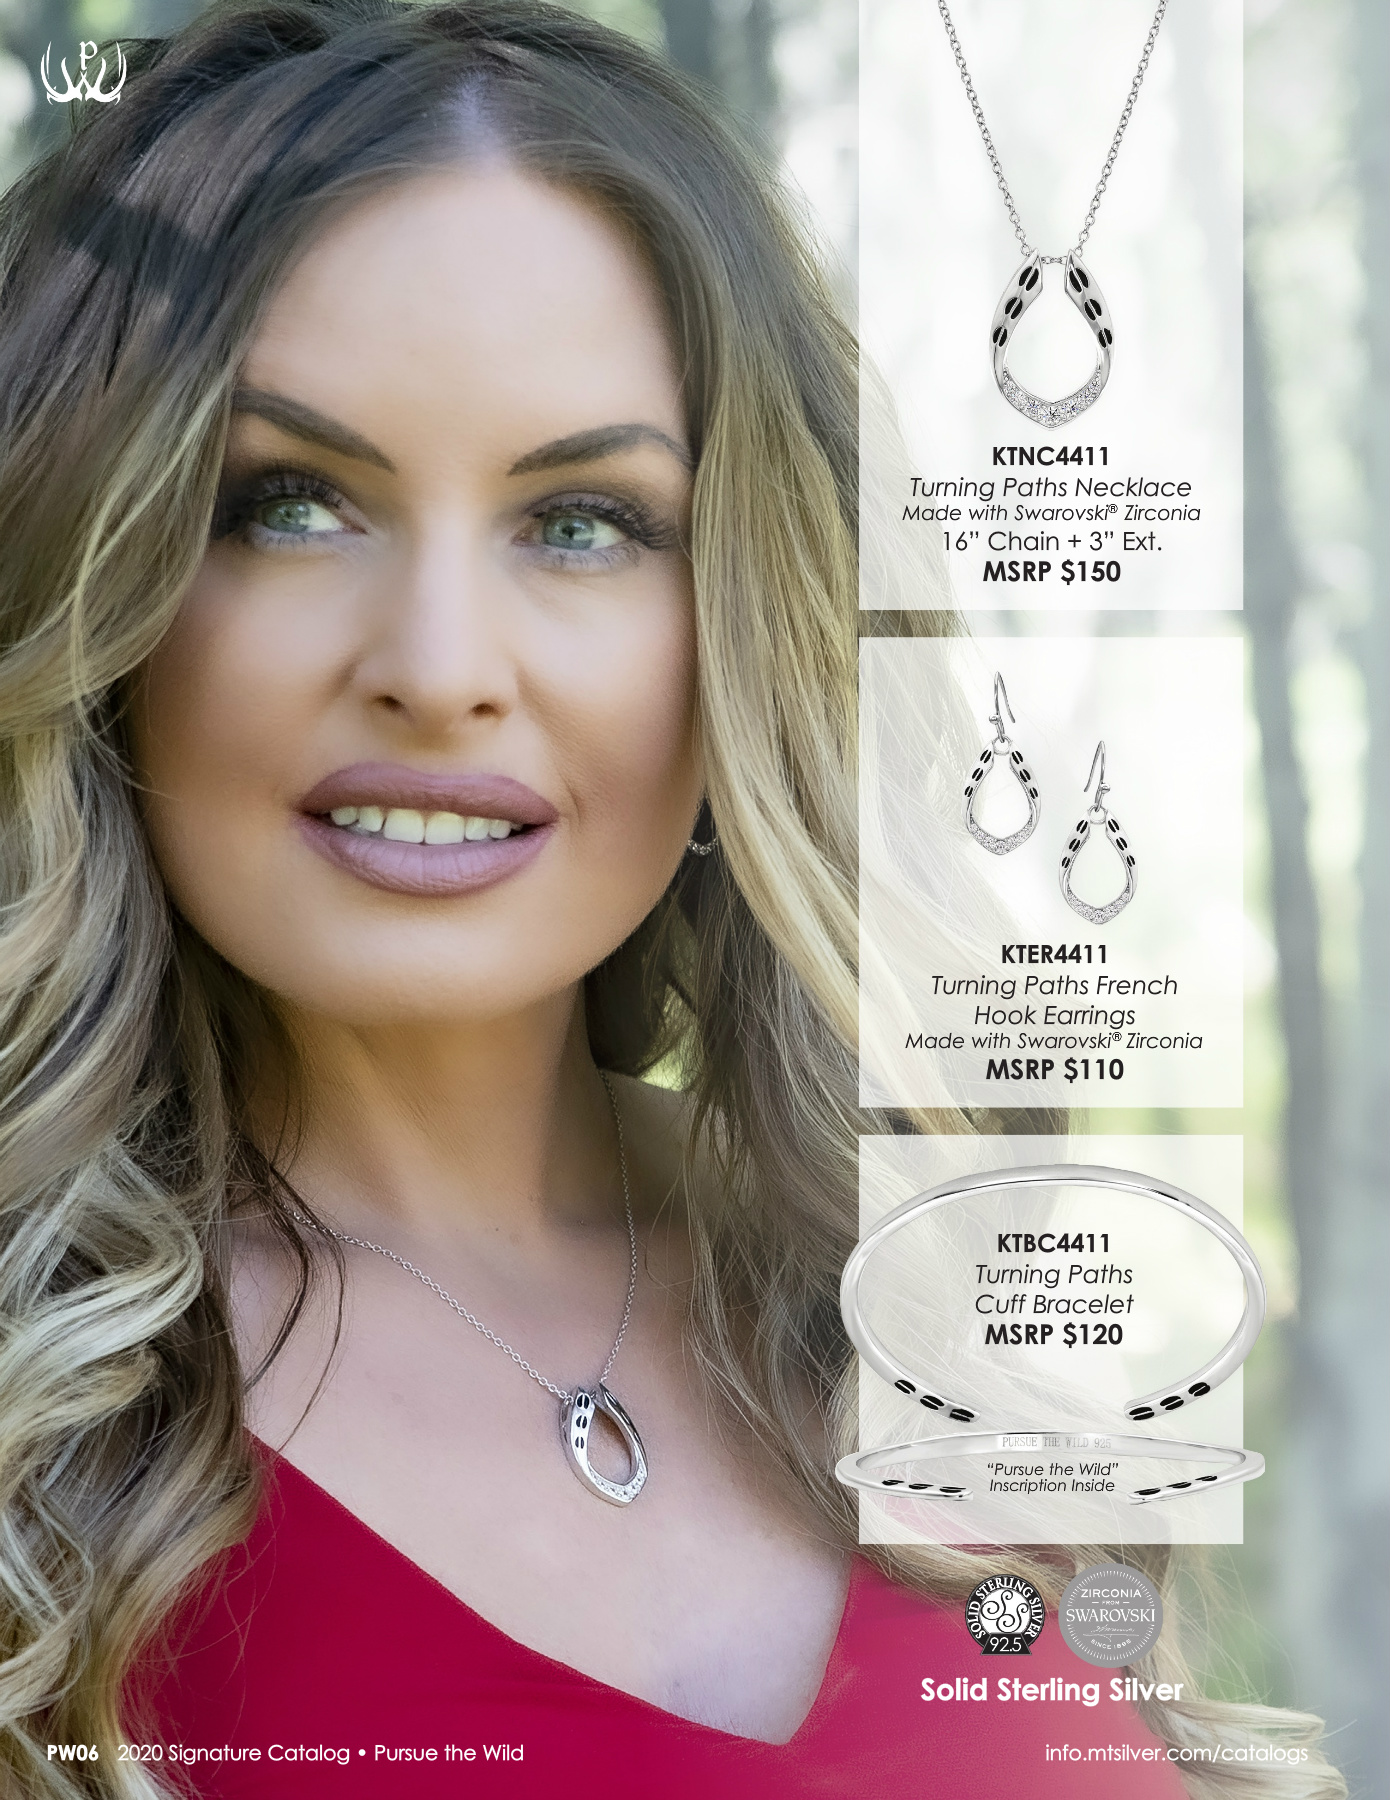 KTNC4411
Turning Paths Necklace
Made with Swarovski® Zirconia
16” Chain + 3” Ext.
MSRP $150
KTER4411
Turning Paths French
Hook Earrings
Made with Swarovski® Zirconia
MSRP $110
KTBC4411
Turning Paths
Cuff Bracelet
MSRP $120
PURSUE THE WILD 925
“Pursue the Wild”
Inscription Inside
SOLID STERLING SILVER
92.5
ZIRCONIA
FROM
SWAROVSKI
SINCE 1895
Solid Sterling Silver
PW06 2020 Signature Catalog • Pursue the Wild
info.mtsilver.com/catalogs